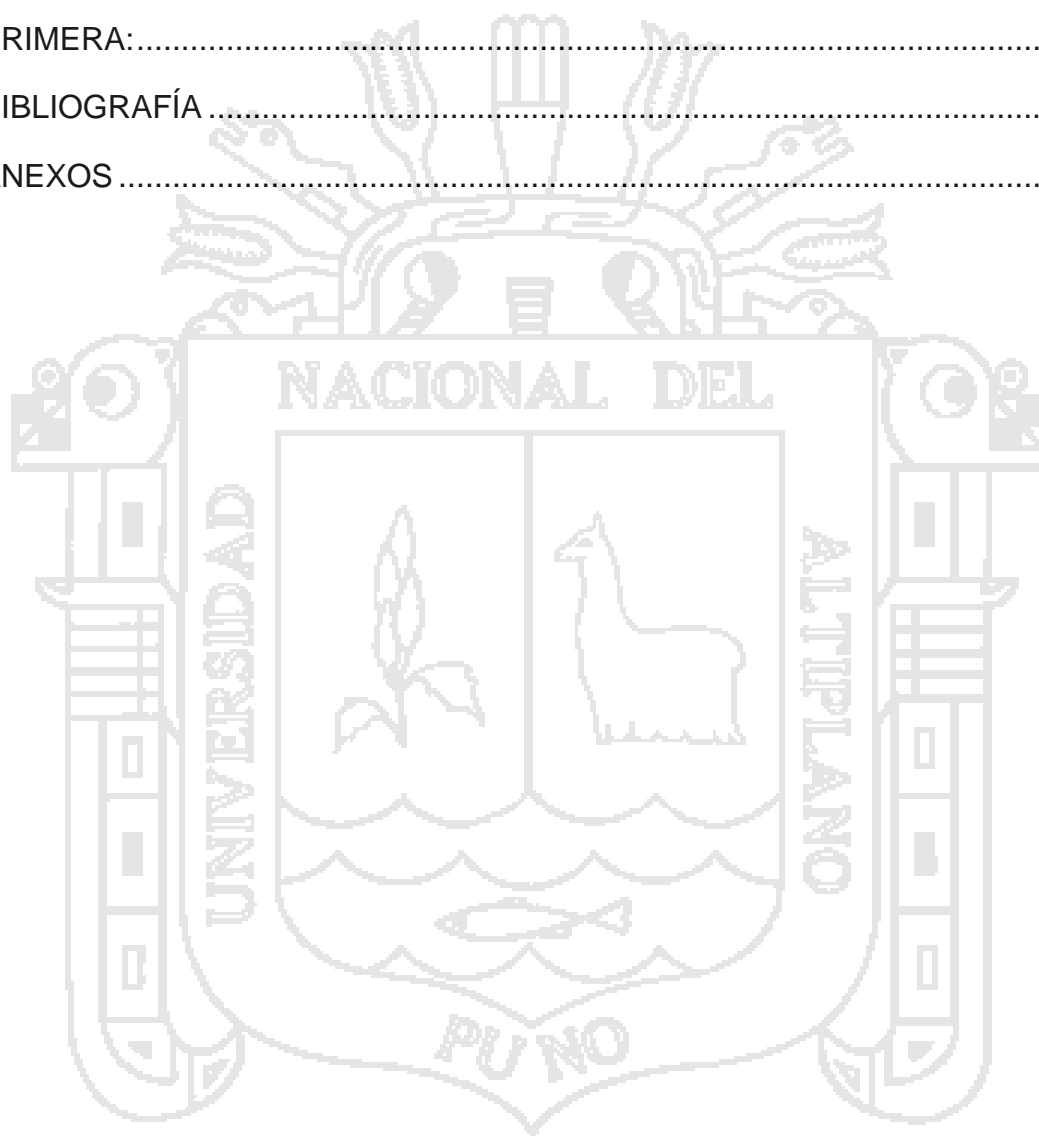 RIMERA:........................................................................................................
IBLIOGRAFÍA ................................................................................................
NEXOS ..........................................................................................................
NACIONAL DEL
UNIVERSIDAD
ALTIPLANO
PUNO